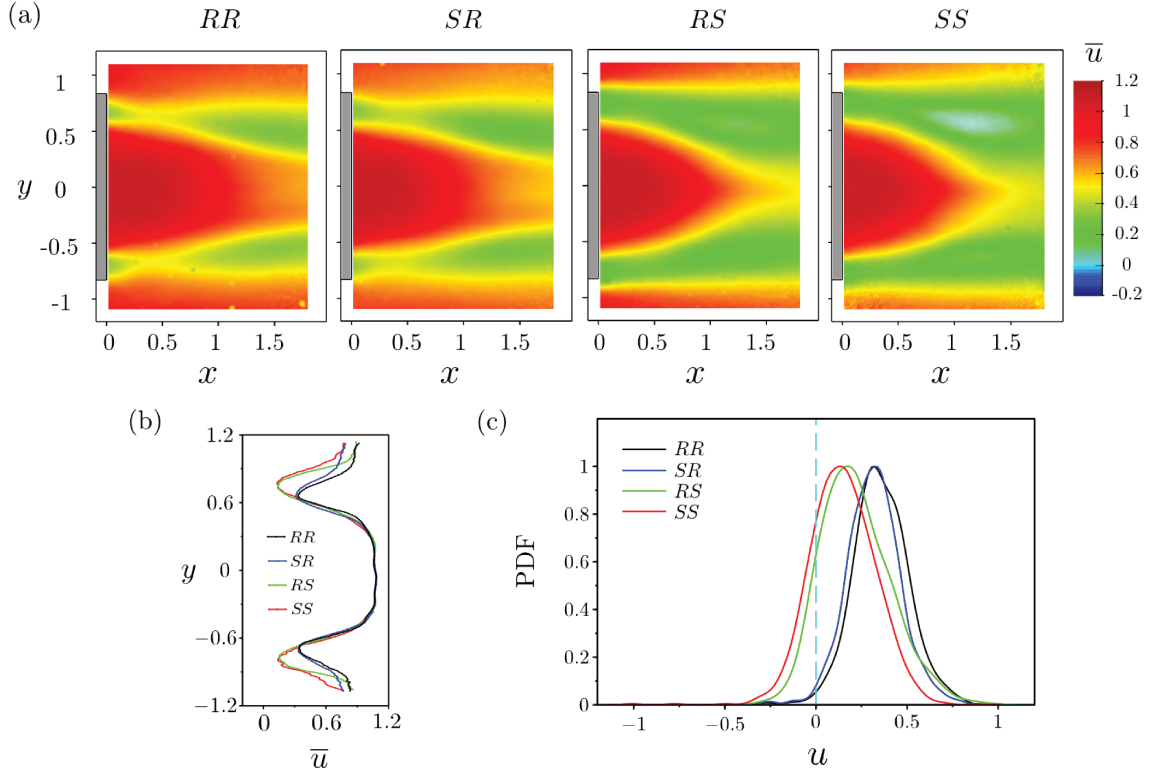 (a)
RR SR RS SS
u̅
1 0.5 0 -0.5 -1
y
1.2 1 0.8 0.6 0.4 0.2 0 -0.2
0 0.5 1 1.5 0 0.5 1 1.5 0 0.5 1 1.5 0 0.5 1 1.5
x x x x
(b)
1.2 0.6 0 −0.6 −1.2
y
RR
SR
RS
SS
0 0.6 1.2
u̅
(c)
PDF
1 0.8 0.6 0.4 0.2 0
RR
SR
RS
SS
−1 −0.5 0 0.5 1
u